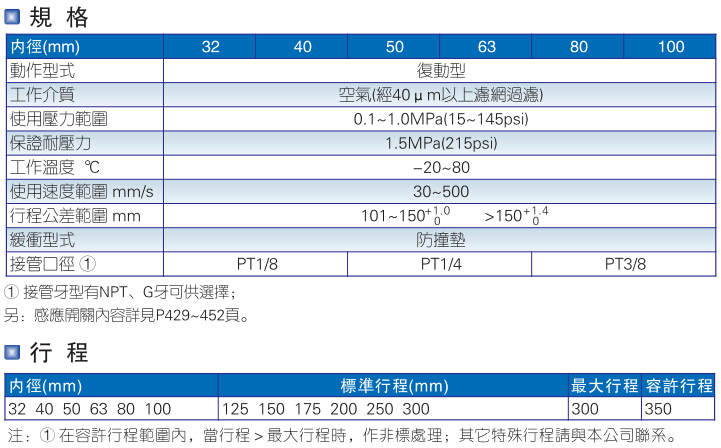 規 格
内徑(mm) 32 40 50 63 80 100
動作型式 復動型
工作介質 空氣(經40μm以上濾網過濾)
使用壓力範圍 0.1~1.0MPa(15~145psi)
保證耐壓力 1.5MPa(215psi)
工作溫度 ℃ −20~80
使用速度範圍 mm/s 30~500
行程公差範圍 mm 101~150+1.0 0 >150+1.4 0
緩衝型式 防撞墊
接管口徑 ① PT1/8 PT1/4 PT3/8
① 接管牙型有NPT、G牙可供選擇；
另：感應開關內容詳見P429~452頁。
行 程
内徑(mm) 標準行程(mm) 最大行程 容許行程
32 40 50 63 80 100 125 150 175 200 250 300 300 350
注：① 在容許行程範圍內，當行程＞最大行程時，作非標處理；其它特殊行程請與本公司聯系。